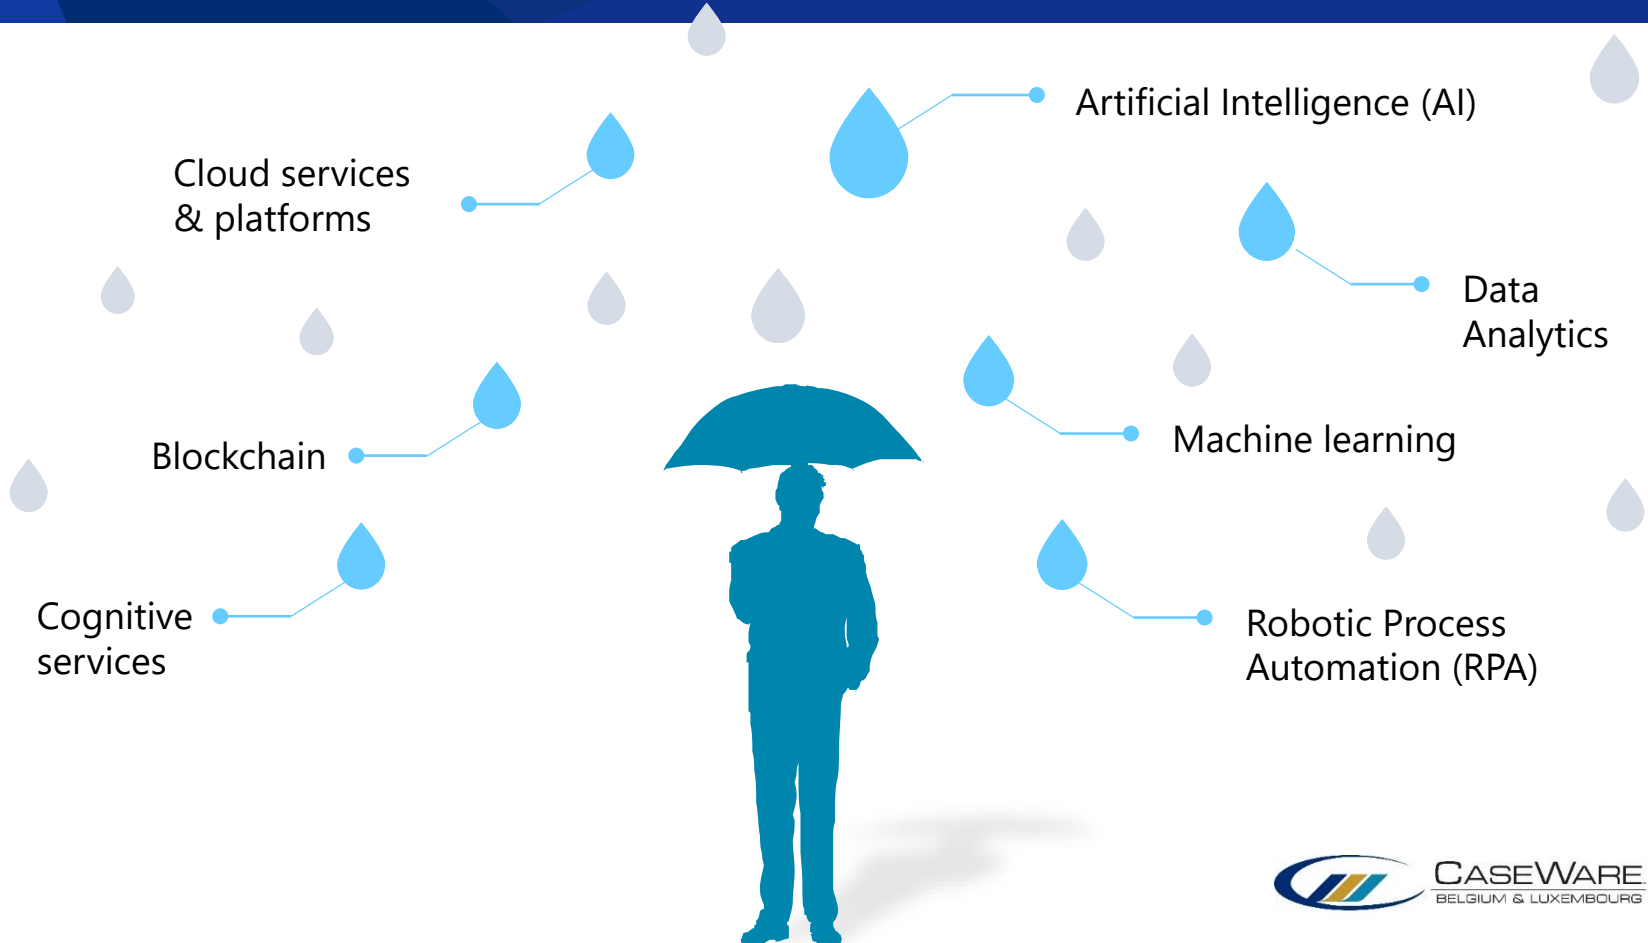 Artificial Intelligence (AI)
Cloud services
& platforms
Data
Analytics
Machine learning
Blockchain
Cognitive
services
Robotic Process
Automation (RPA)
CASEWARE
BELGIUM & LUXEMBOURG